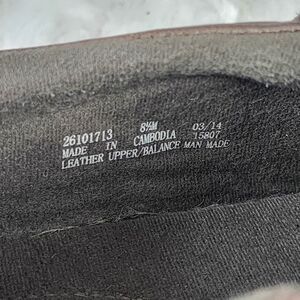 26101713 8½M 03/14
MADE IN CAMBODIA 15807
LEATHER UPPER/BALANCE MAN MADE